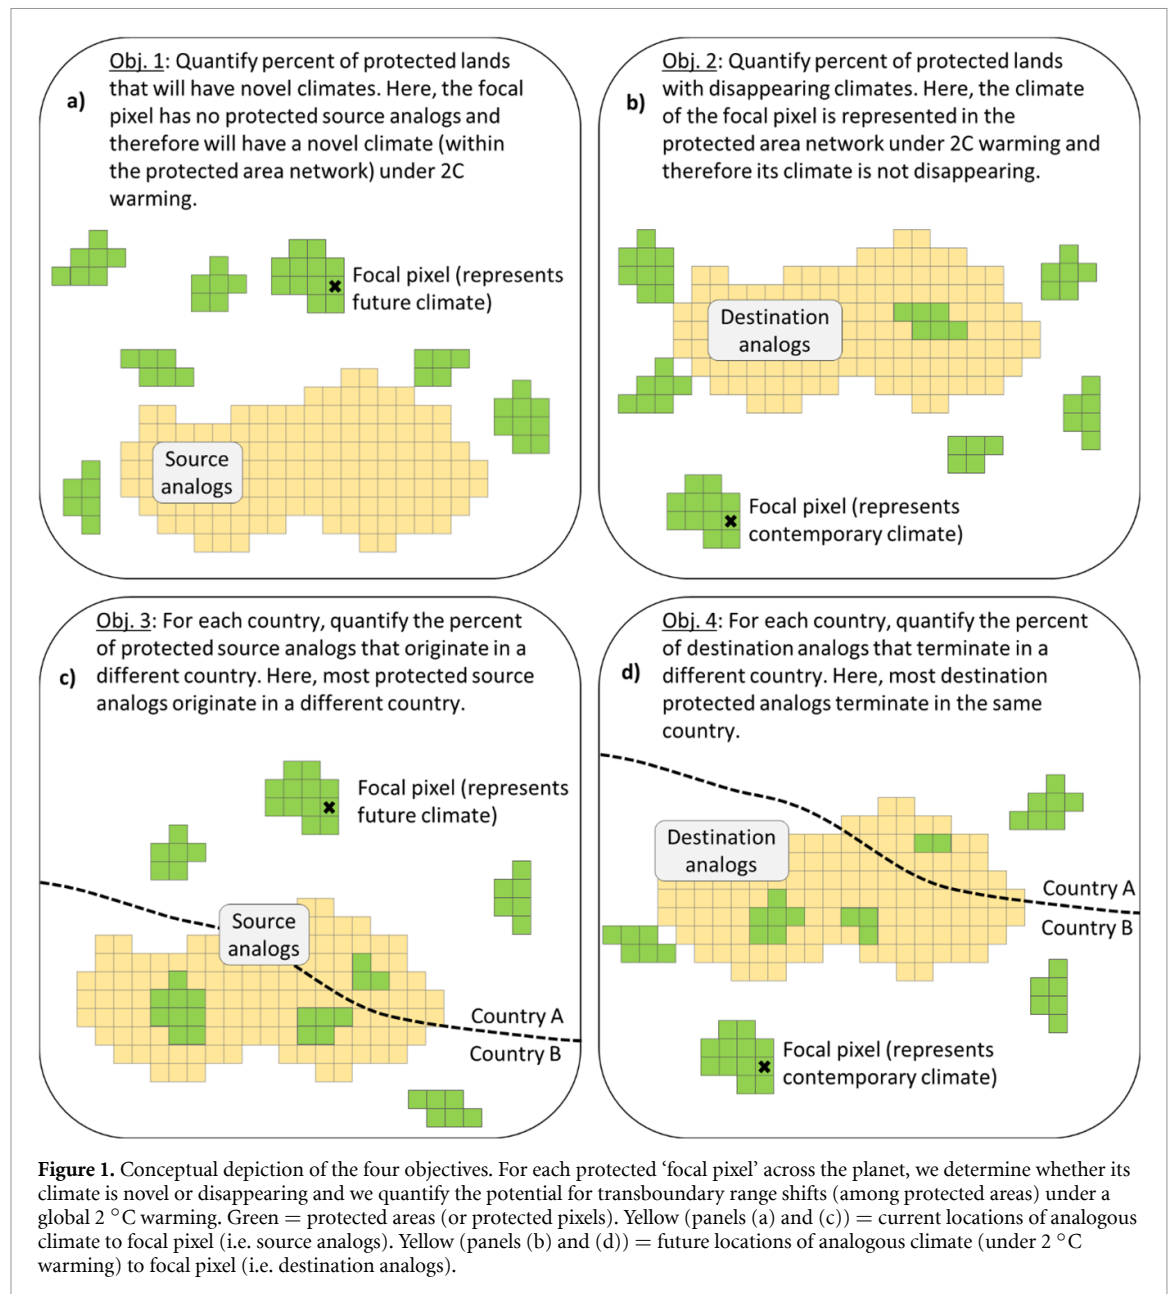 Obj. 1: Quantify percent of protected lands
that will have novel climates. Here, the focal
a)
pixel has no protected source analogs and
therefore will have a novel climate (within
the protected area network) under 2C
warming.
Focal pixel (represents
future climate)
Source
analogs
Obj. 2: Quantify percent of protected lands
with disappearing climates. Here, the climate
b)
of the focal pixel is represented in the
protected area network under 2C warming and
therefore its climate is not disappearing.
Destination
analogs
Focal pixel (represents
contemporary climate)
Obj. 3: For each country, quantify the percent
of protected source analogs that originate in a
c)
different country. Here, most protected source
analogs originate in a different country.
Focal pixel (represents
future climate)
Source
analogs
Country A
Country B
Obj. 4: For each country, quantify the percent
of destination analogs that terminate in a
d)
different country. Here, most destination
protected analogs terminate in the same
country.
Destination
analogs
Country A
Country B
Focal pixel (represents
contemporary climate)
Figure 1. Conceptual depiction of the four objectives. For each protected ‘focal pixel’ across the planet, we determine whether its
climate is novel or disappearing and we quantify the potential for transboundary range shifts (among protected areas) under a
global 2 °C warming. Green = protected areas (or protected pixels). Yellow (panels (a) and (c)) = current locations of analogous
climate to focal pixel (i.e. source analogs). Yellow (panels (b) and (d)) = future locations of analogous climate (under 2 °C
warming) to focal pixel (i.e. destination analogs).